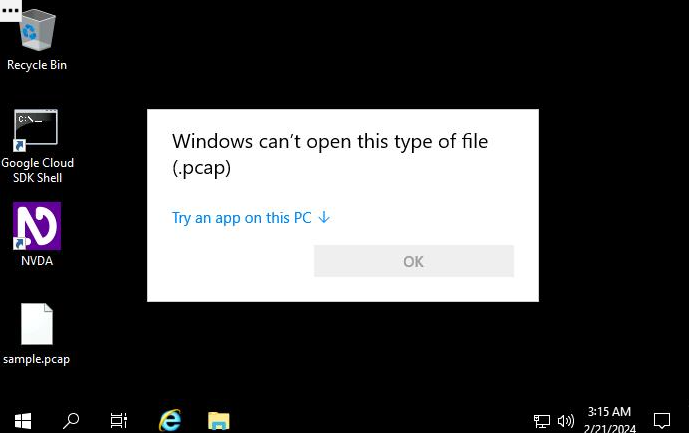 Recycle Bin
C:\_
Google Cloud
SDK Shell
NVDA
sample.pcap
Windows can't open this type of file
(.pcap)
Try an app on this PC
OK
3:15 AM
2/21/2024